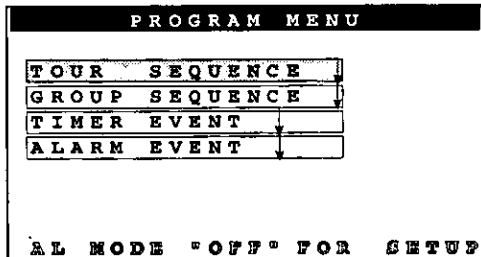 PROGRAM MENU
TOUR SEQUENCE
GROUP SEQUENCE
TIMER EVENT
ALARM EVENT
AL MODE "OFF" FOR SETUP